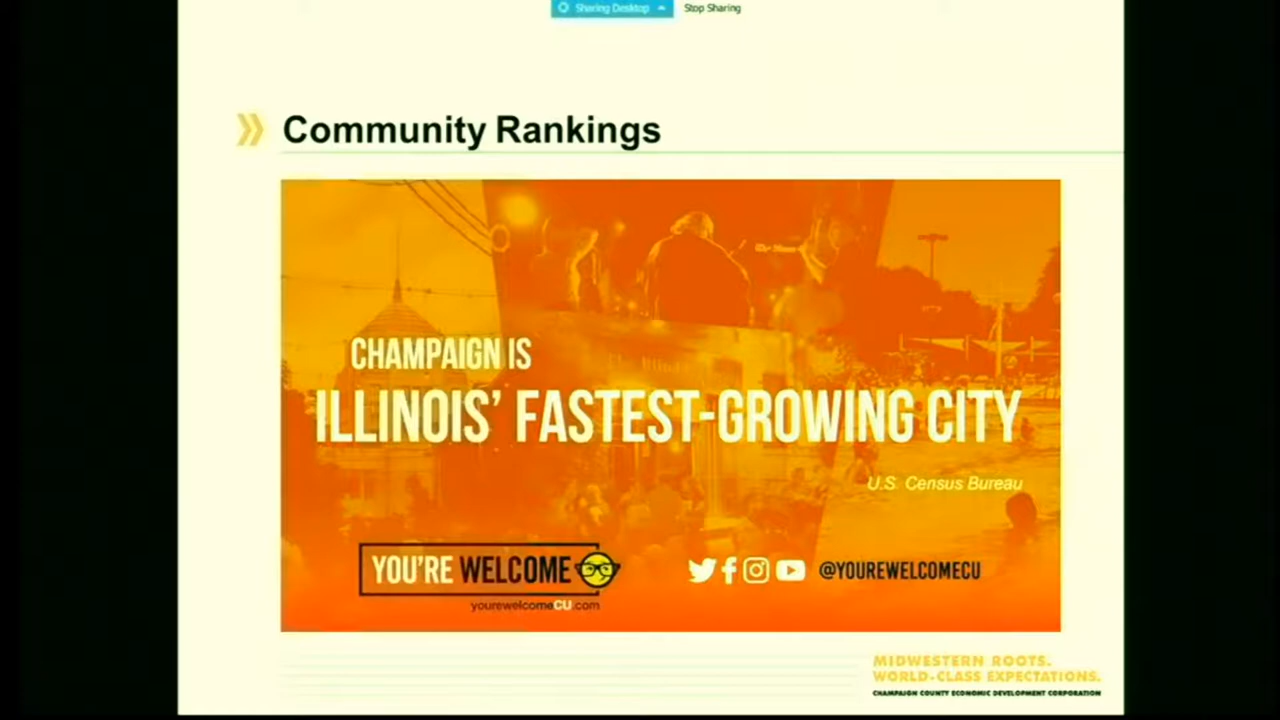 Sharing Desktop Stop Sharing
Community Rankings
CHAMPAIGN IS
ILLINOIS' FASTEST-GROWING CITY
U.S. Census Bureau
YOU'RE WELCOME
yourewelcomeCU.com
@YOUREWELCOMECU
MIDWESTERN ROOTS.
WORLD-CLASS EXPECTATIONS.
CHAMPAIGN COUNTY ECONOMIC DEVELOPMENT CORPORATION